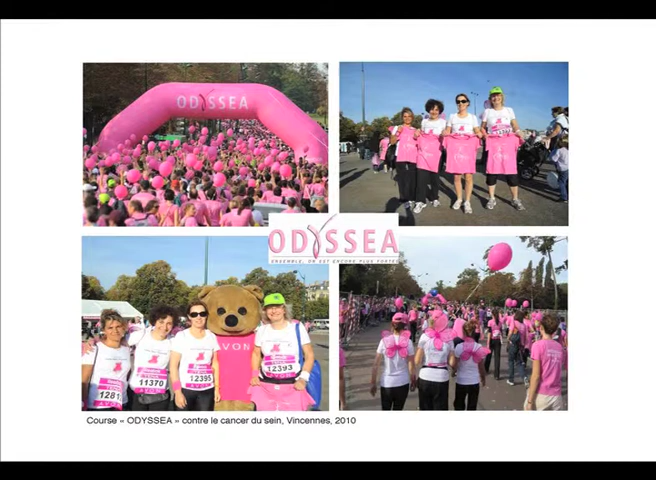 ODYSSEA
ODYSSEA
ENSEMBLE, ON EST ENCORE PLUS FORTES
AVON
1281
11370
12395
12393
Course « ODYSSEA » contre le cancer du sein, Vincennes, 2010